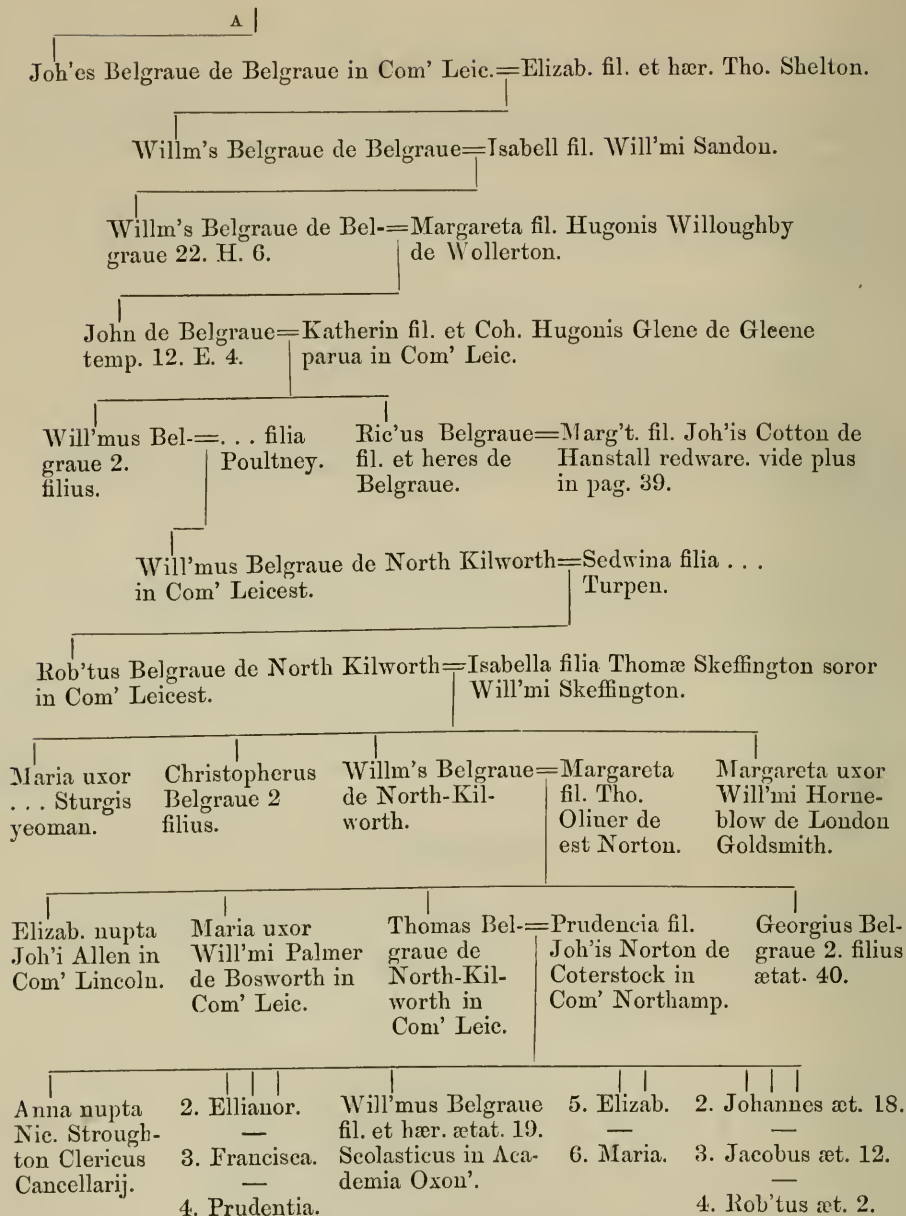 A
Joh'es Belgraue de Belgraue in Com' Leic.=Elizab. fil. et hær. Tho. Shelton.
Willm's Belgraue de Belgraue=Isabell fil. Will'mi Sandon.
Willm's Belgraue de Bel-=Margareta fil. Hugonis Willoughby
graue 22. H. 6.
de Wollerton.
John de Belgraue=Katherin fil. et Coh. Hugonis Glene de Gleene
temp. 12. E. 4.
parua in Com' Leic.
Will'mus Bel-=. . . filia
graue 2.
Poultney.
filius.
Ric'us Belgraue=Marg't. fil. Joh'is Cotton de
fil. et heres de
Hanstall redware. vide plus
Belgraue.
in pag. 39.
Will'mus Belgraue de North Kilworth=Sedwina filia . . .
in Com' Leicest.
Turpen.
Rob'tus Belgraue de North Kilworth=Isabella filia Thomæ Skeffington soror
in Com' Leicest.
Will'mi Skeffington.
Maria uxor
. . . Sturgis
yeoman.
Christopherus
Belgraue 2
filius.
Willm's Belgraue=Margareta
de North-Kil-
worth.
fil. Tho.
Oliuer de
est Norton.
Margareta uxor
Will'mi Horne-
blow de London
Goldsmith.
Elizab. nupta
Joh'i Allen in
Com' Lincoln.
Maria uxor
Will'mi Palmer
de Bosworth in
Com' Leic.
Thomas Bel-=Prudencia fil.
graue de
North-Kil-
worth in
Com' Leic.
Joh'is Norton de
Coterstock in
Com' Northamp.
Georgius Bel-
graue 2. filius
ætat. 40.
Anna nupta
Nic. Strough-
ton Clericus
Cancellarij.
2. Ellianor.
—
3. Francisca.
—
4. Prudentia.
Will'mus Belgraue
fil. et hær. ætat. 19.
Scolasticus in Aca-
demia Oxon'.
5. Elizab.
—
6. Maria.
2. Johannes æt. 18.
—
3. Jacobus æt. 12.
—
4. Rob'tus æt. 2.